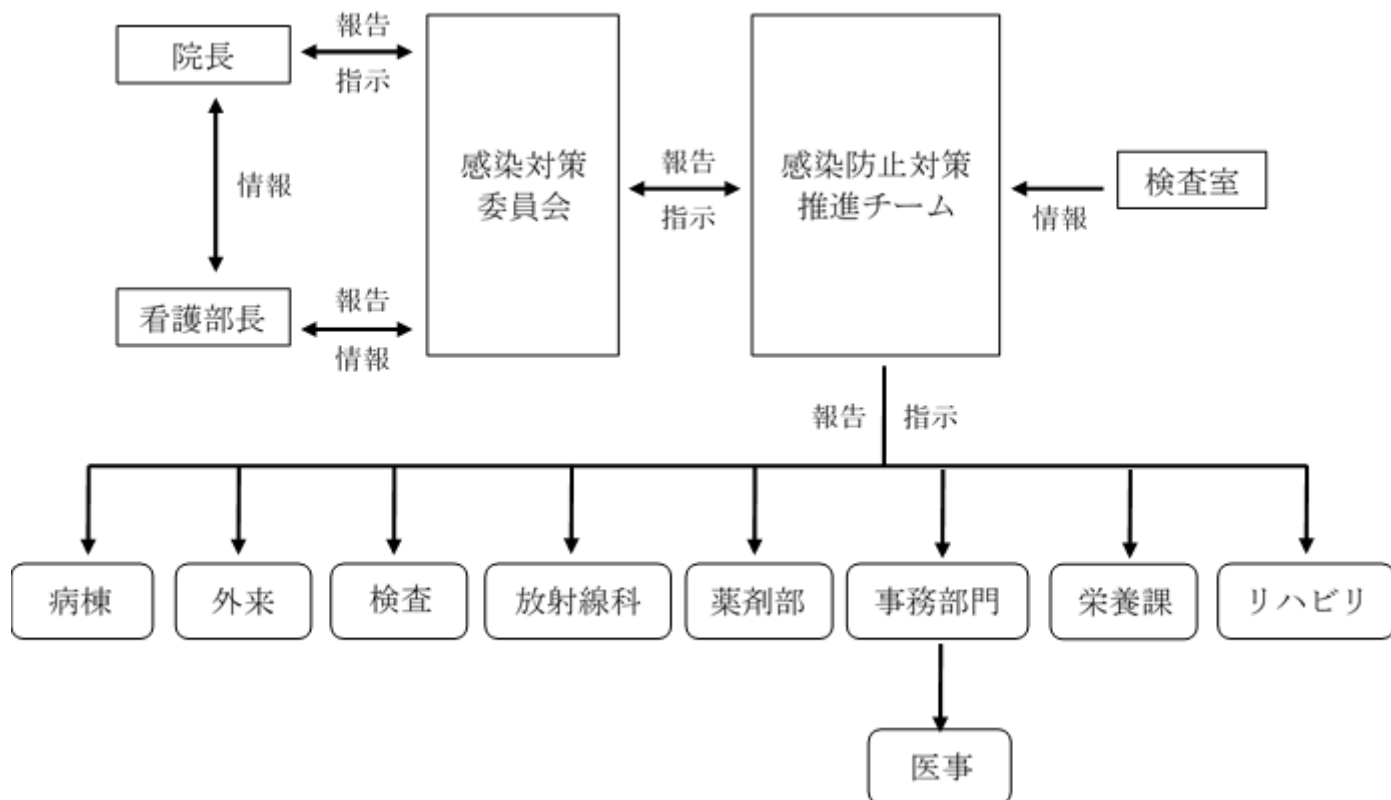 院長
報告
指示
情報
看護部長
報告
情報
感染対策
委員会
報告
指示
感染防止対策
推進チーム
情報
検査室
報告
指示
病棟
外来
検査
放射線科
薬剤部
事務部門
栄養課
リハビリ
医事